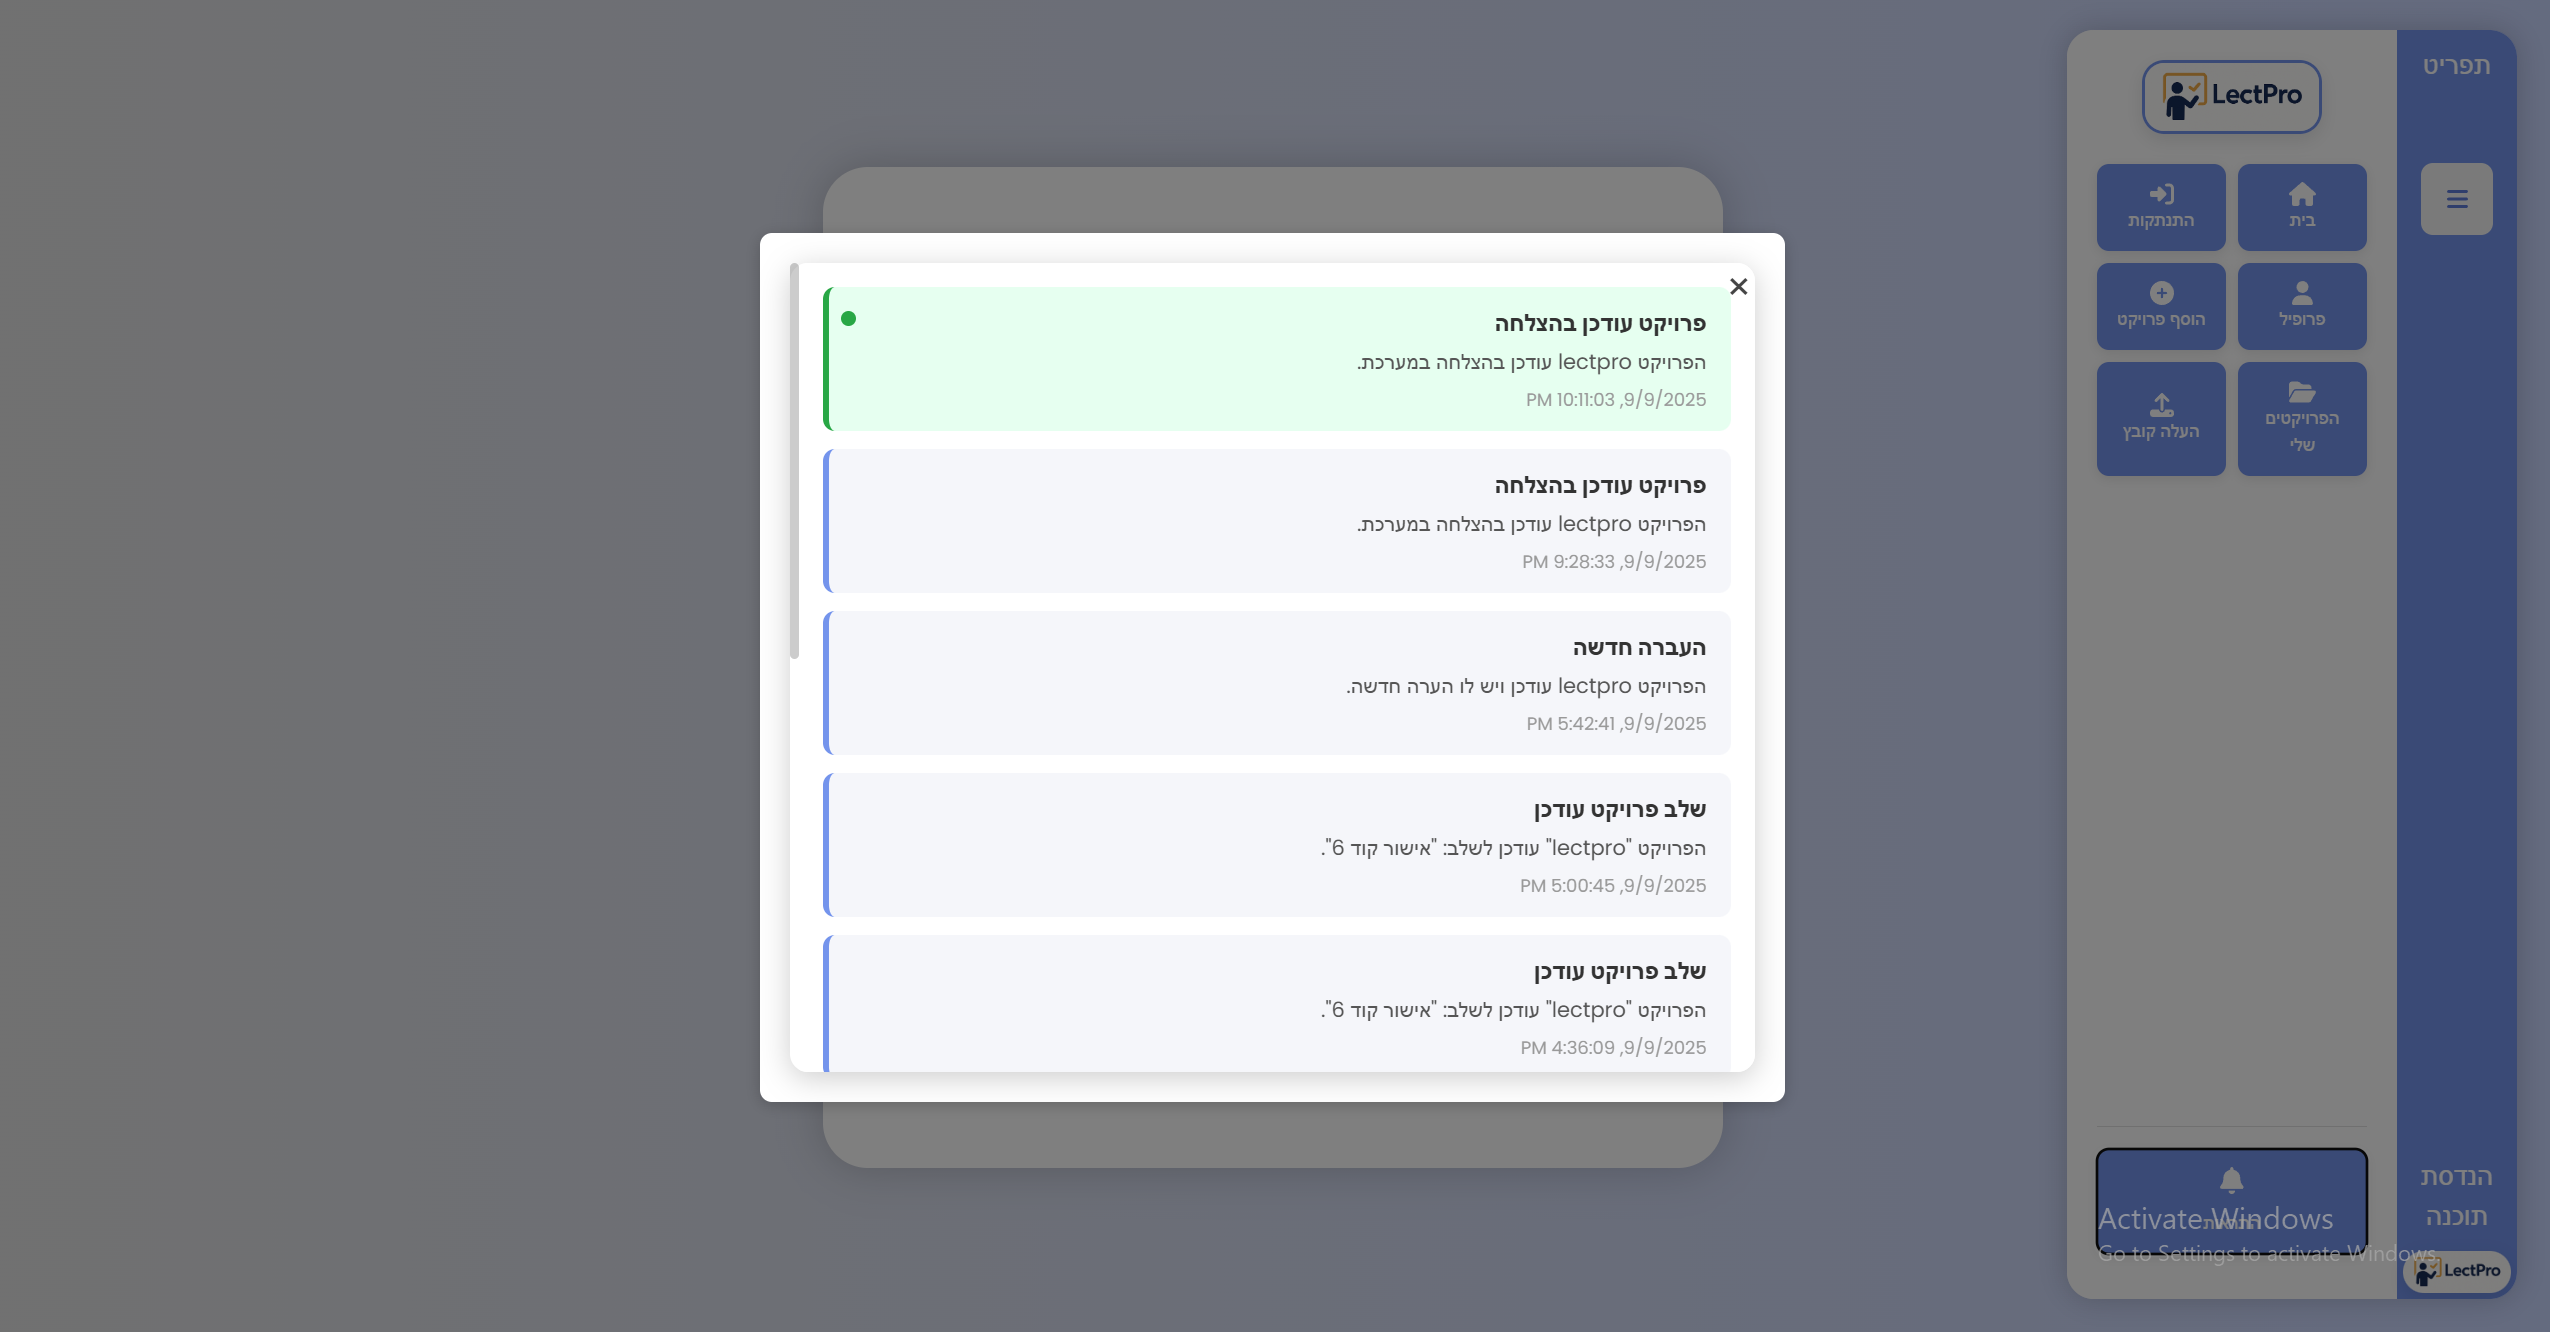 תפריט
LectPro
בית
התנתקות
פרופיל
הוסף פרויקט
הפרויקטים
שלי
העלה קובץ
פרויקט עודכן בהצלחה
הפרויקט lectpro עודכן בהצלחה במערכת.
9/9/2025, 10:11:03 PM
פרויקט עודכן בהצלחה
הפרויקט lectpro עודכן בהצלחה במערכת.
9/9/2025, 9:28:33 PM
העברה חדשה
הפרויקט lectpro עודכן ויש לו הערה חדשה.
9/9/2025, 5:42:41 PM
שלב פרויקט עודכן
הפרויקט "lectpro" עודכן לשלב: "אישור קוד 6".
9/9/2025, 5:00:45 PM
שלב פרויקט עודכן
הפרויקט "lectpro" עודכן לשלב: "אישור קוד 6".
9/9/2025, 4:36:09 PM
Activate Windows
Go to Settings to activate Windows.
הנדסת
תוכנה
LectPro